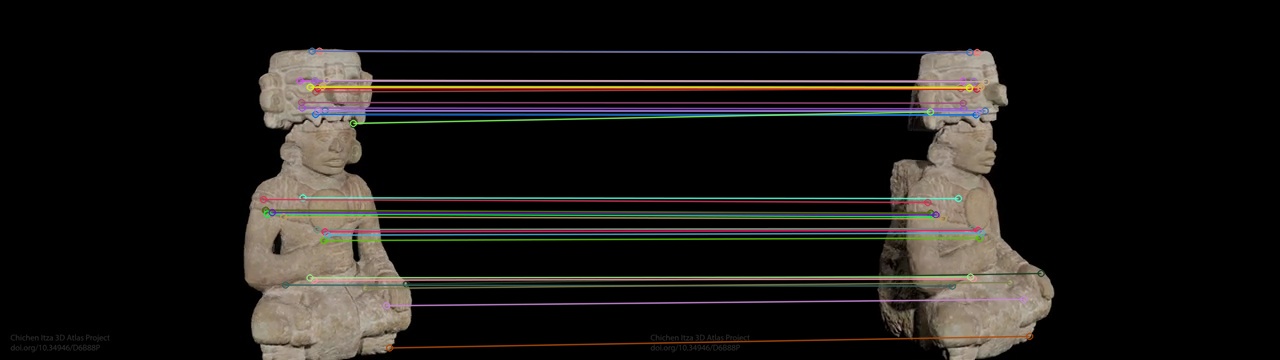 Chichen Itza 3D Atlas Project
doi.org/10.34946/D6B88P
Chichen Itza 3D Atlas Project
doi.org/10.34946/D6B88P